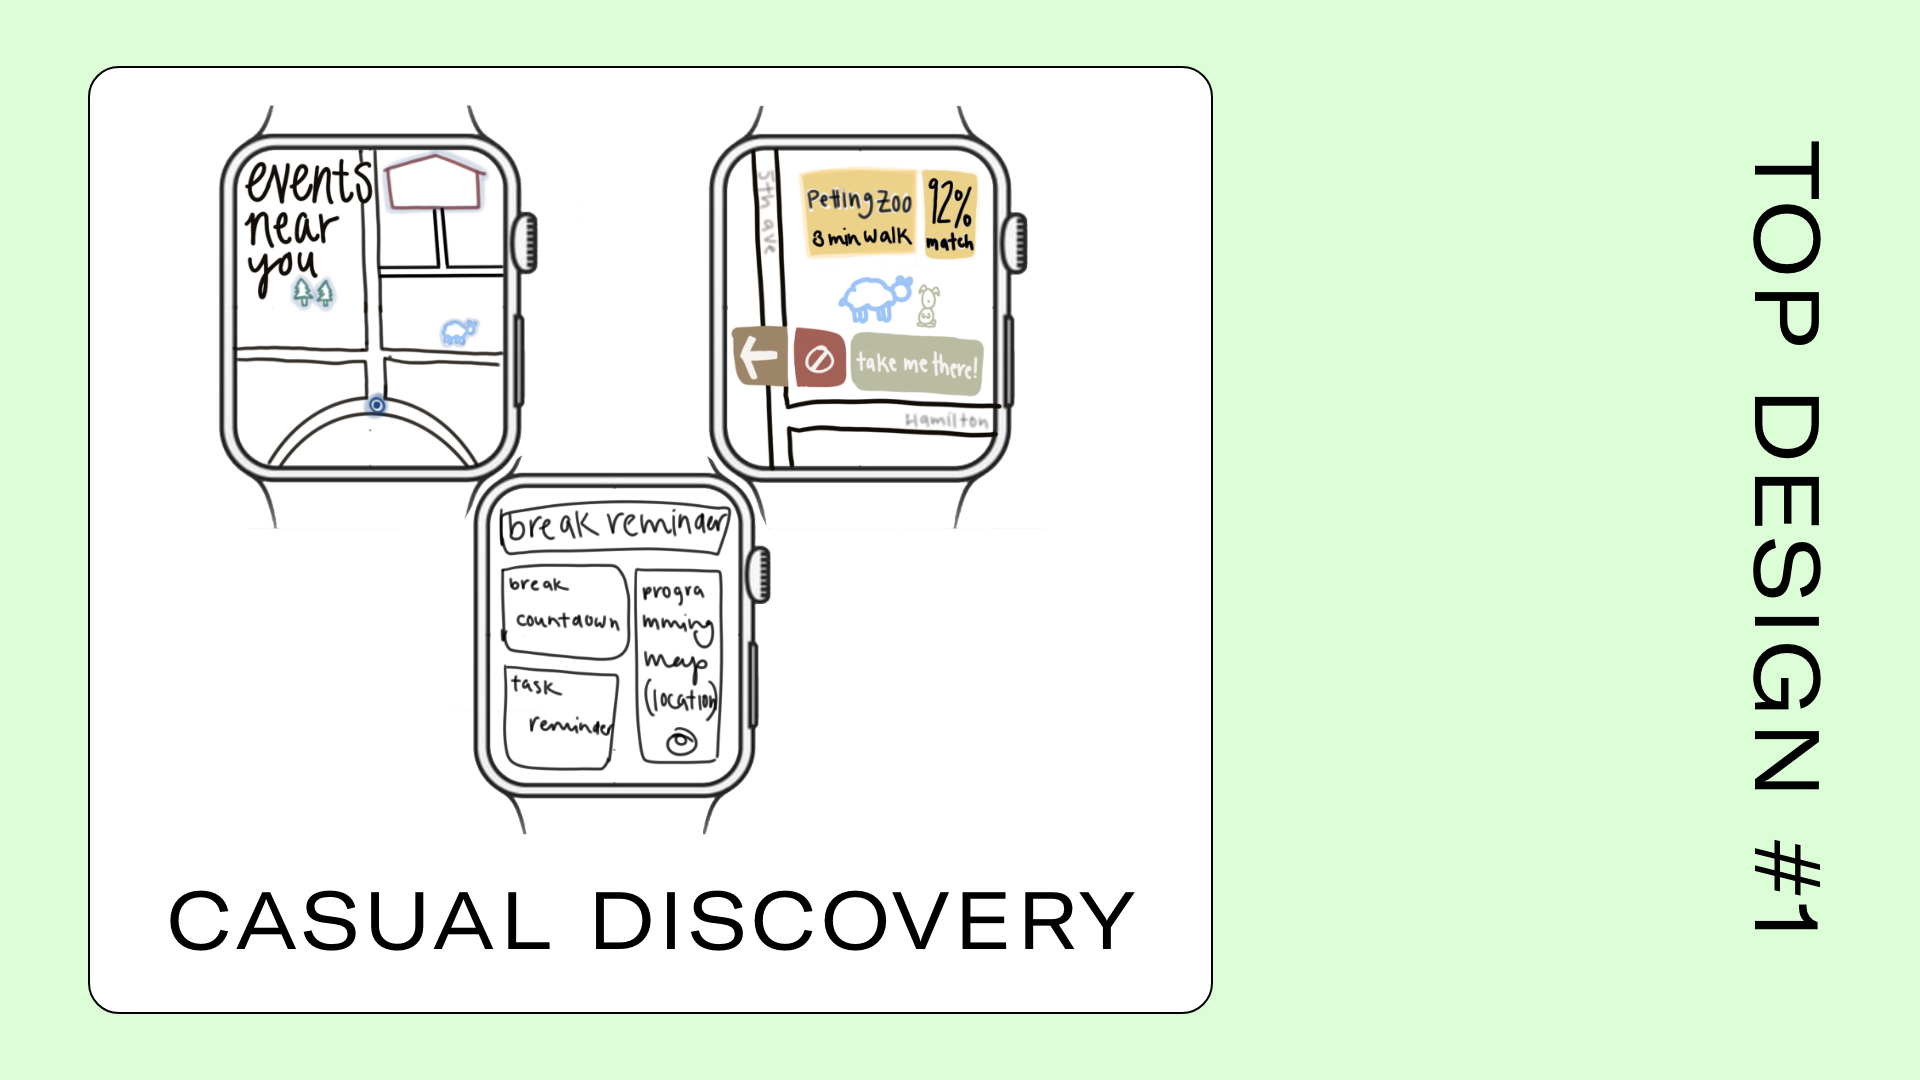 events
near
you
5th ave
Petting Zoo
3 min walk
92%
match
take me there!
Hamilton
break reminder
break
countdown
task
reminder
progra
mming
map
(location)
CASUAL DISCOVERY
TOP DESIGN #1